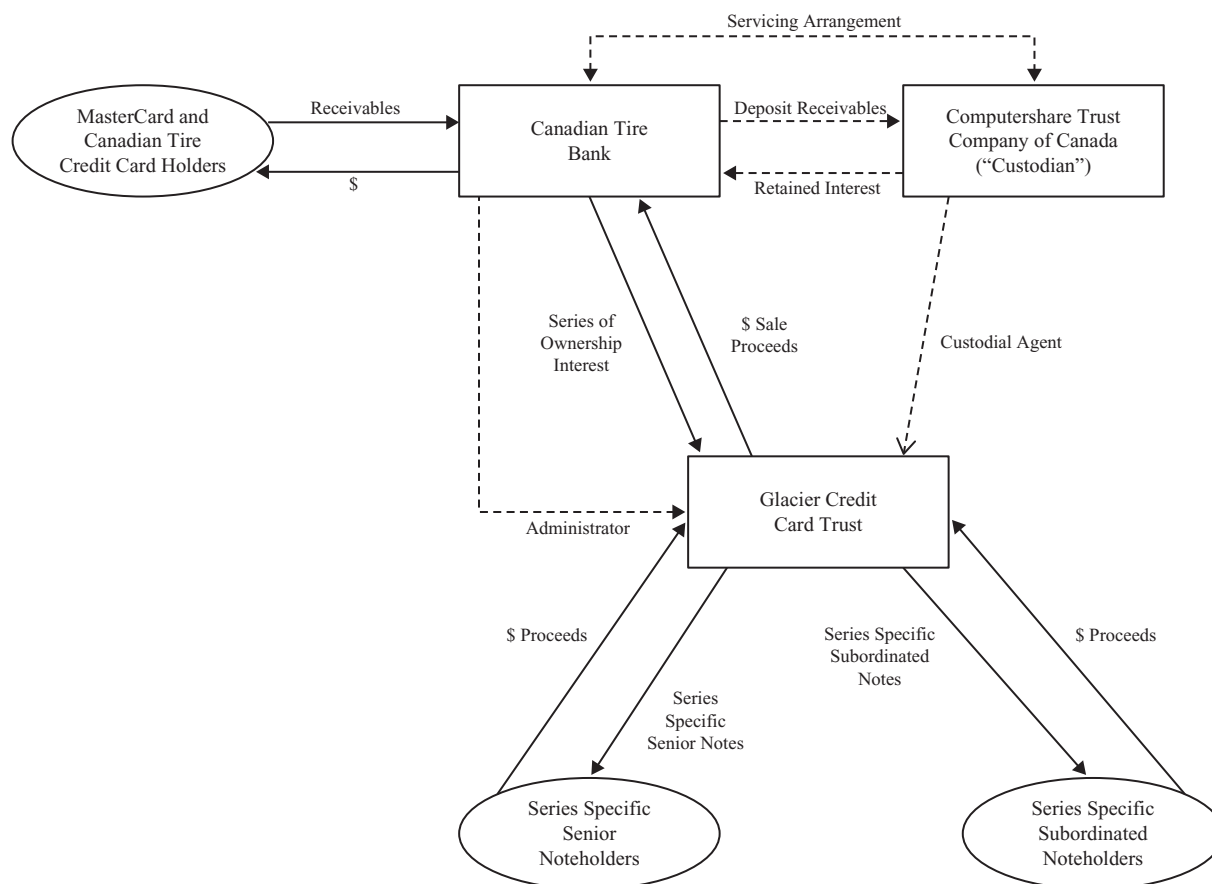 Servicing Arrangement
MasterCard and
Canadian Tire
Credit Card Holders
Receivables
$
Canadian Tire
Bank
Deposit Receivables
Retained Interest
Computershare Trust
Company of Canada
(“Custodian”)
Series of
Ownership
Interest
$ Sale
Proceeds
Custodial Agent
Administrator
Glacier Credit
Card Trust
$ Proceeds
Series
Specific
Senior Notes
Series Specific
Subordinated
Notes
$ Proceeds
Series Specific
Senior
Noteholders
Series Specific
Subordinated
Noteholders